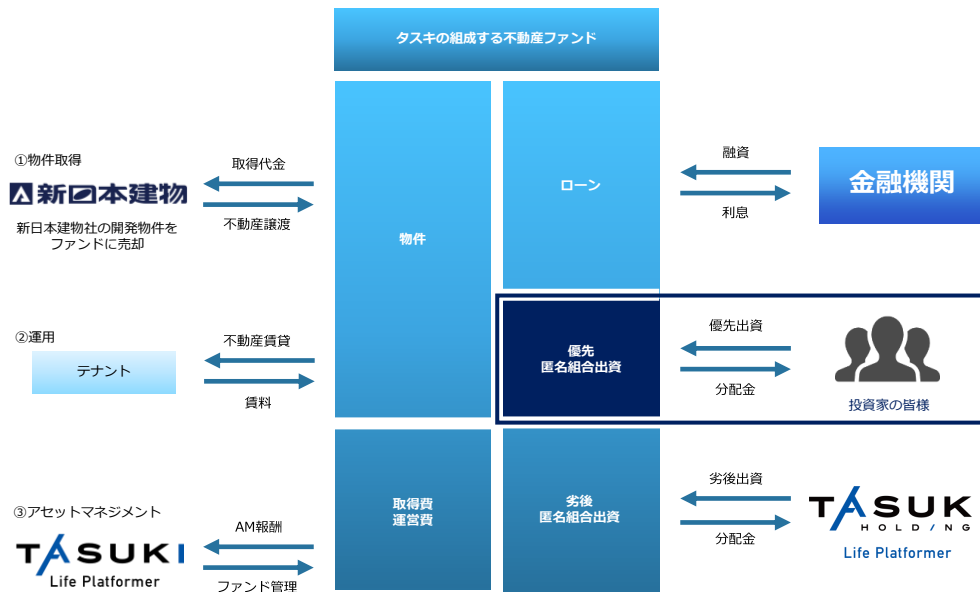 タスキの組成する不動産ファンド
①物件取得
新日本建物
新日本建物社の開発物件を
ファンドに売却
取得代金
不動産譲渡
物件
ローン
融資
利息
金融機関
②運用
テナント
不動産賃貸
賃料
優先
匿名組合出資
優先出資
分配金
投資家の皆様
③アセットマネジメント
TASUKI
Life Platformer
AM報酬
ファンド管理
取得費
運営費
劣後
匿名組合出資
劣後出資
分配金
TASUK
HOLDING
Life Platformer